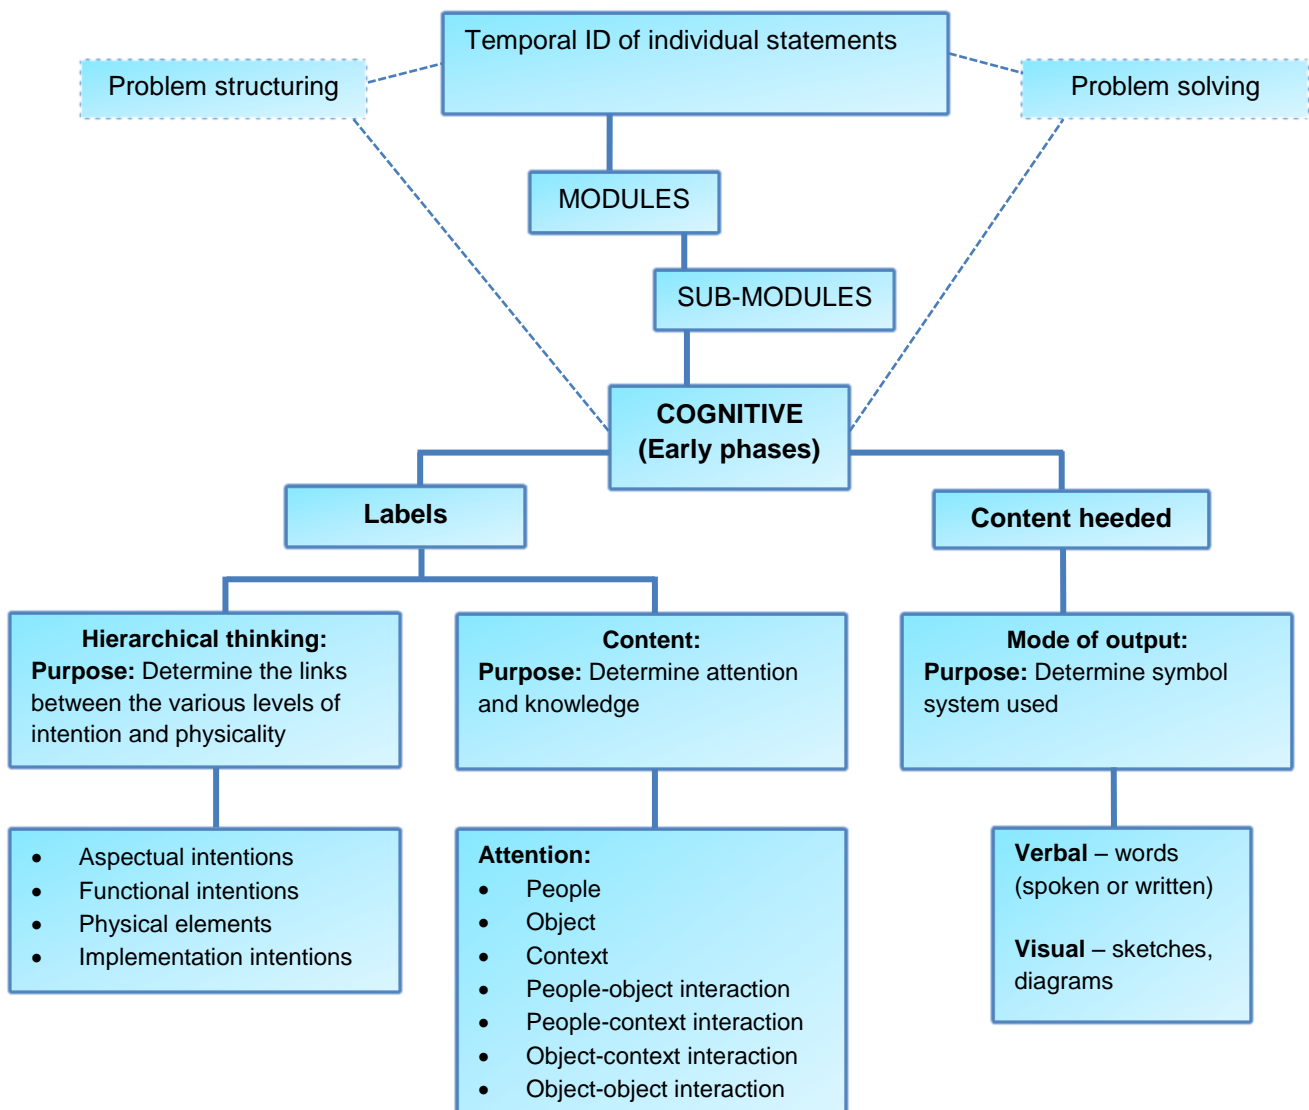 Temporal ID of individual statements
Problem structuring
Problem solving
MODULES
SUB-MODULES
COGNITIVE
(Early phases)
Labels
Content heeded
Hierarchical thinking:
Purpose: Determine the links
between the various levels of
intention and physicality
Content:
Purpose: Determine attention
and knowledge
Mode of output:
Purpose: Determine symbol
system used
• Aspectual intentions
• Functional intentions
• Physical elements
• Implementation intentions
Attention:
• People
• Object
• Context
• People-object interaction
• People-context interaction
• Object-context interaction
• Object-object interaction
Verbal – words
(spoken or written)
Visual – sketches,
diagrams